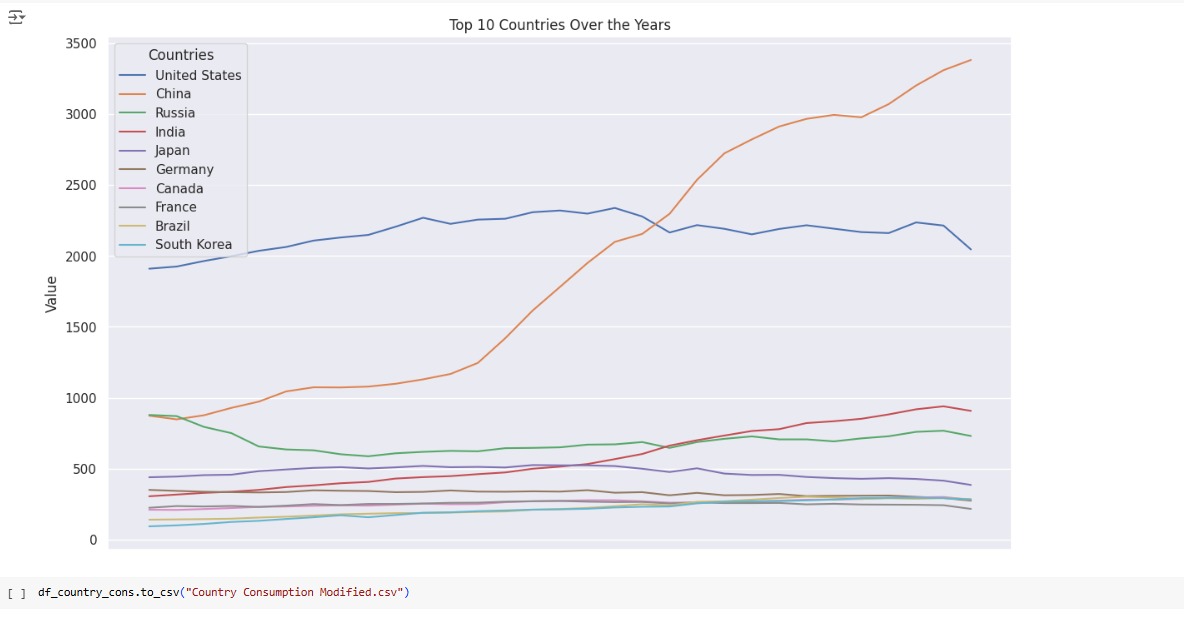 Top 10 Countries Over the Years
3500
3000
2500
2000
1500
1000
500
0
Value
Countries
United States
China
Russia
India
Japan
Germany
Canada
France
Brazil
South Korea
[ ] df_country_cons.to_csv("Country Consumption Modified.csv")